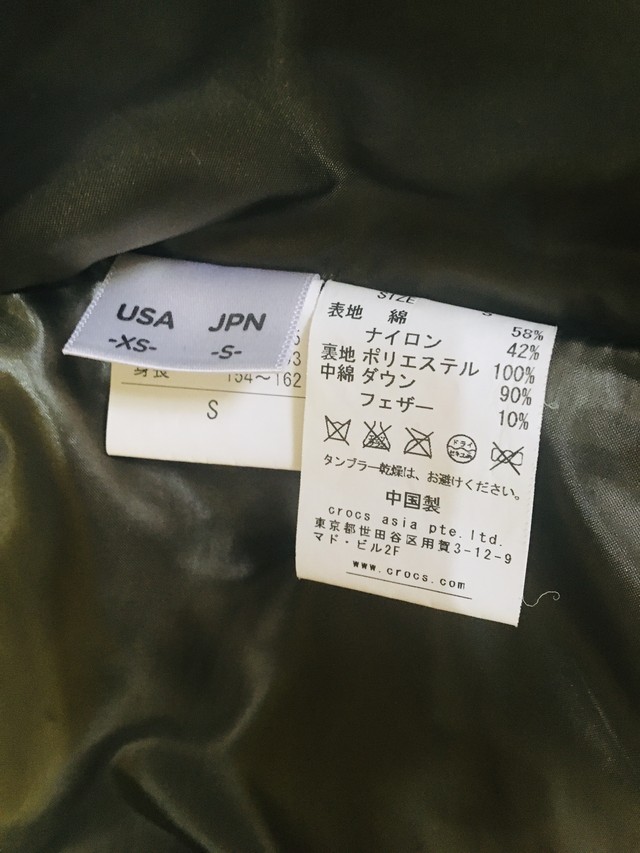 USA JPN
-XS- -S-
身長 154～162
S
SIZE S
表地 綿 58%
ナイロン 42%
裏地 ポリエステル 100%
中綿 ダウン 90%
フェザー 10%
ドライ
タンブラー乾燥は、お避けください。
中国製
crocs asia pte.ltd.
東京都世田谷区用賀3-12-9
マド・ビル2F
www.crocs.com